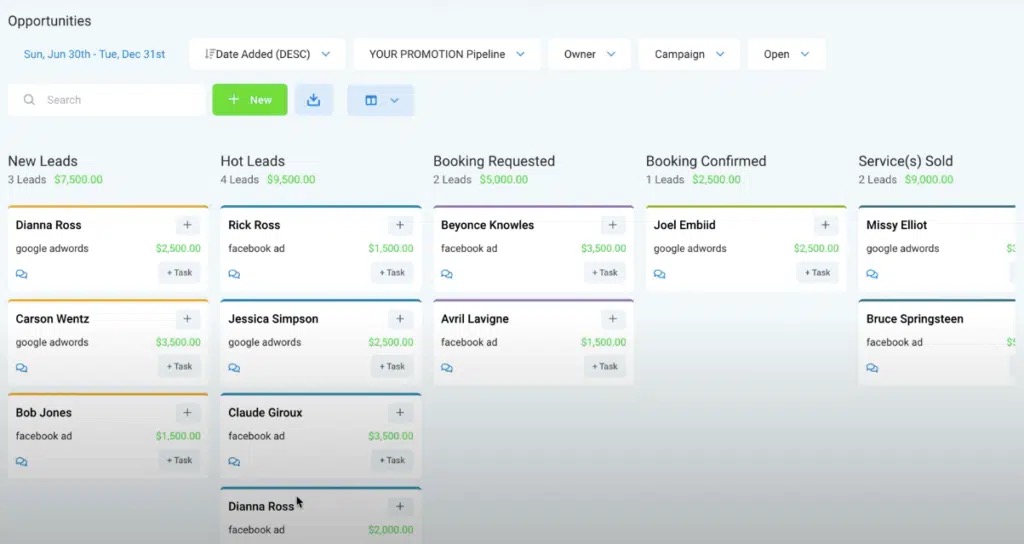 Opportunities
Sun, Jun 30th - Tue, Dec 31st
Date Added (DESC)
YOUR PROMOTION Pipeline
Owner
Campaign
Open
Search
+ New
New Leads
3 Leads $7,500.00
Dianna Ross +
google adwords $2,500.00
+ Task
Carson Wentz +
google adwords $3,500.00
+ Task
Bob Jones +
facebook ad $1,500.00
+ Task
Hot Leads
4 Leads $9,500.00
Rick Ross +
facebook ad $1,500.00
+ Task
Jessica Simpson +
google adwords $2,500.00
+ Task
Claude Giroux +
facebook ad $3,500.00
+ Task
Dianna Ross +
facebook ad $2,000.00
Booking Requested
2 Leads $5,000.00
Beyonce Knowles +
facebook ad $3,500.00
+ Task
Avril Lavigne +
facebook ad $1,500.00
+ Task
Booking Confirmed
1 Leads $2,500.00
Joel Embiid +
google adwords $2,500.00
+ Task
Service(s) Sold
2 Leads $9,000.00
Missy Elliot
google adwords
Bruce Springsteen
facebook ad